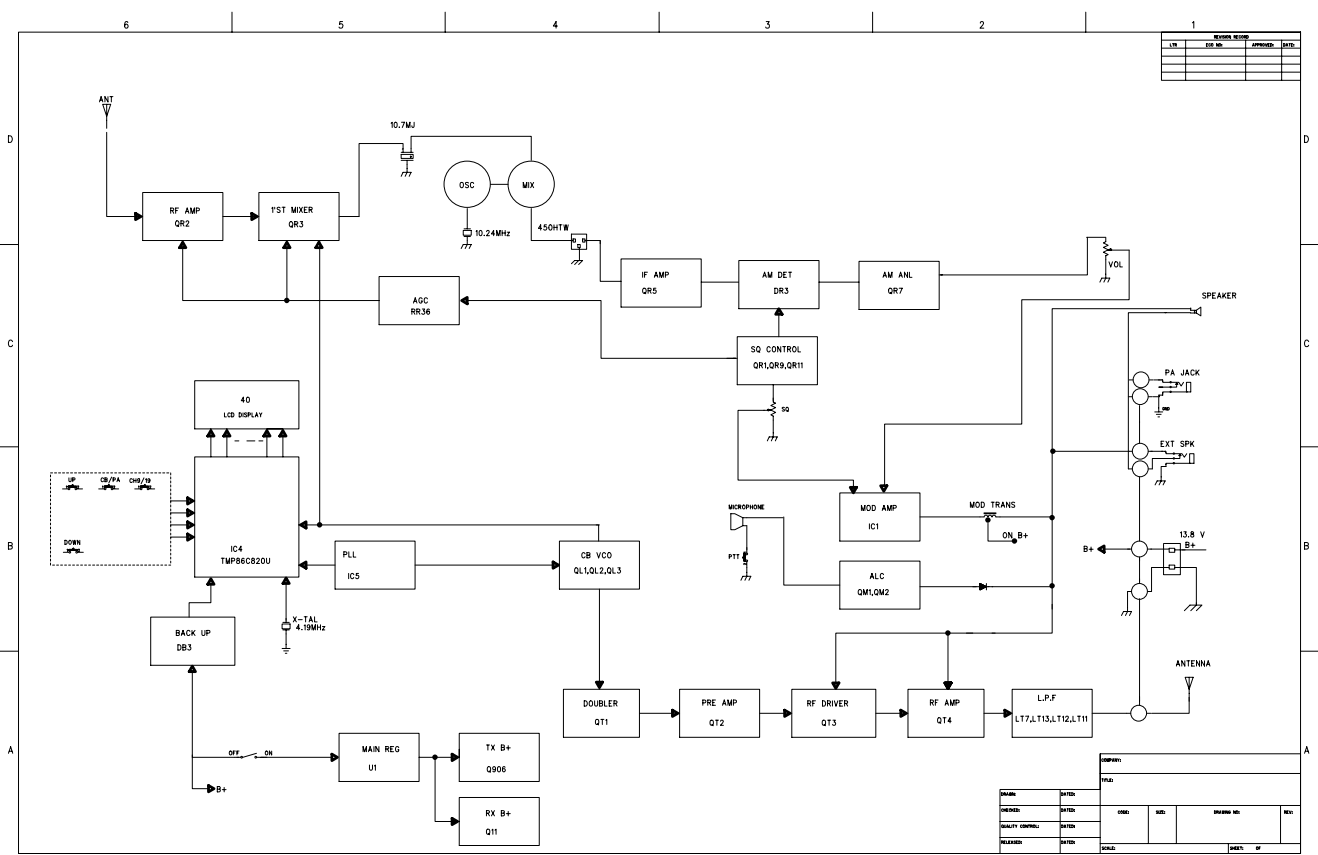 6 5 4 3 2 1
REVISION RECORD
LTR ECO NO: APPROVED: DATE:
ANT
D D
10.7MJ
OSC MIX
RF AMP
QR2
1'ST MIXER
QR3
10.24MHz
450HTW
IF AMP
QR5
AM DET
DR3
AM ANL
QR7
VOL
AGC
RR36
SPEAKER
C C
SQ CONTROL
QR1,QR9,QR11
PA JACK
GND
40
LCD DISPLAY
SQ
EXT SPK
UP CB/PA CH9/19
DOWN
MICROPHONE
PTT
MOD AMP
IC1
MOD TRANS
ON B+
13.8 V
B+
B+
B B
IC4
TMP86C820U
PLL
IC5
CB VCO
QL1,QL2,QL3
ALC
QM1,QM2
X-TAL
4.19MHz
BACK UP
DB3
ANTENNA
DOUBLER
QT1
PRE AMP
QT2
RF DRIVER
QT3
RF AMP
QT4
L.P.F
LT7,LT13,LT12,LT11
A A
OFF ON
MAIN REG
U1
TX B+
Q906
B+
RX B+
Q11
COMPANY:
TITLE:
DRAWN: DATED:
CHECKED: DATED:
QUALITY CONTROL: DATED:
RELEASED: DATED:
CODE: SIZE: DRAWING NO: REV:
SCALE: SHEET: OF